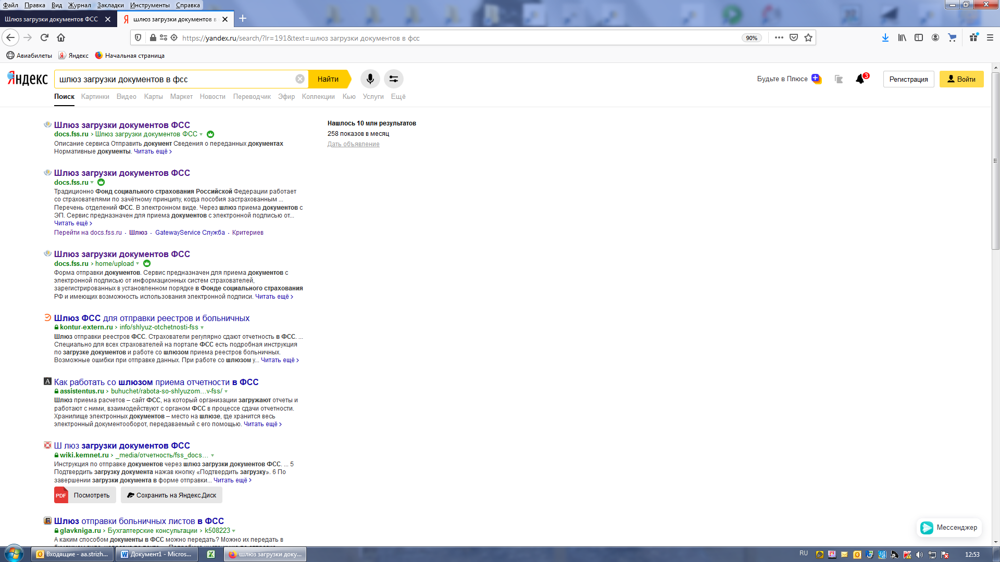 Файл Правка Вид Журнал Закладки Инструменты Справка
Шлюз загрузки документов ФСС
шлюз загрузки документов в
https://yandex.ru/search/?lr=191&text=шлюз загрузки документов в фсс
90%
Авиабилеты Яндекс Начальная страница
Яндекс
шлюз загрузки документов в фсс
Найти
Будьте в Плюсе
3
Регистрация
Войти
Поиск Картинки Видео Карты Маркет Новости Переводчик Эфир Коллекции Кью Услуги Ещё
Шлюз загрузки документов ФСС
docs.fss.ru › Шлюз загрузки документов ФСС
Описание сервиса Отправить документ Сведения о переданных документах
Нормативные документы. Читать ещё ›
Нашлось 10 млн результатов
258 показов в месяц
Дать объявление
Шлюз загрузки документов ФСС
docs.fss.ru
Традиционно Фонд социального страхования Российской Федерации работает
со страхователями по зачётному принципу, когда пособия застрахованным ...
Перечень отделений ФСС. В электронном виде. Через шлюз приема документов с
ЭП. Сервис предназначен для приема документов с электронной подписью от...
Читать ещё ›
Перейти на docs.fss.ru · Шлюз · GatewayService Служба · Критериев
Шлюз загрузки документов ФСС
docs.fss.ru › home/upload
Форма отправки документов. Сервис предназначен для приема документов с
электронной подписью от информационных систем страхователей,
зарегистрированных в установленном порядке в Фонде социального страхования
РФ и имеющих возможность использования электронной подписи. Читать ещё ›
Шлюз ФСС для отправки реестров и больничных
kontur-extern.ru › info/shlyuz-otchetnosti-fss
Шлюз отправки реестров ФСС. Страхователи регулярно сдают отчетность в ФСС. ...
Специально для всех страхователей на портале ФСС есть подробная инструкция
по загрузке документов и работе со шлюзом приема реестров больничных.
Возможные ошибки при отправке данных. При работе со шлюзом у... Читать ещё ›
Как работать со шлюзом приема отчетности в ФСС
assistentus.ru › buhuchet/rabota-so-shlyuzom...v-fss/
Шлюз приема расчетов – сайт ФСС, на который организации загружают отчеты и
работают с ними, взаимодействуют с органом ФСС в процессе сдачи отчетности.
Хранилище электронных документов – место на шлюзе, где хранится весь
электронный документооборот, передаваемый с его помощью. Читать ещё ›
Ш люз загрузки документов ФСС
wiki.kemnet.ru › _media/отчетность/fss_docs...
Инструкция по отправке документов через шлюз загрузки документов ФСС. ... 5
Подтвердить загрузку документа нажав кнопку «Подтвердить загрузку». 6 По
завершении загрузки документа в форме отправки... Читать ещё ›
PDF Посмотреть
Сохранить на Яндекс.Диск
Шлюз отправки больничных листов в ФСС
glavkniga.ru › Бухгалтерские консультации › k508223
А каким способом документы в ФСС можно передать? Можно их передать в
Мессенджер
Входящие - aa.strizh...
Документ1 - Micros...
шлюз загрузки доку...
RU
12:53